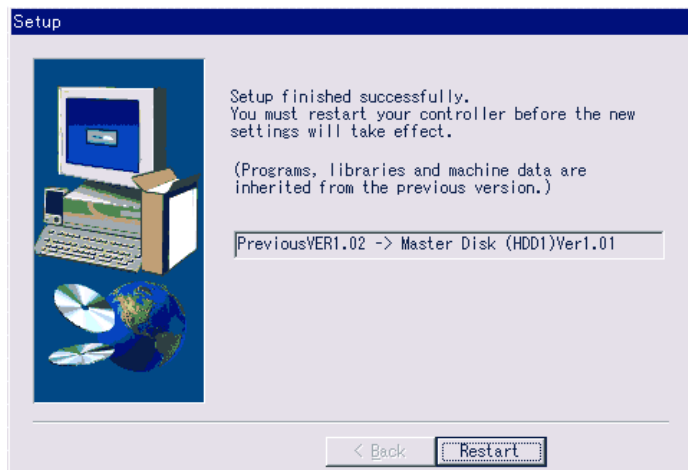 Setup
Setup finished successfully.
You must restart your controller before the new
settings will take effect.
(Programs, libraries and machine data are
inherited from the previous version.)
PreviousVER1.02 -> Master Disk (HDD1)Ver1.01
< Back
Restart